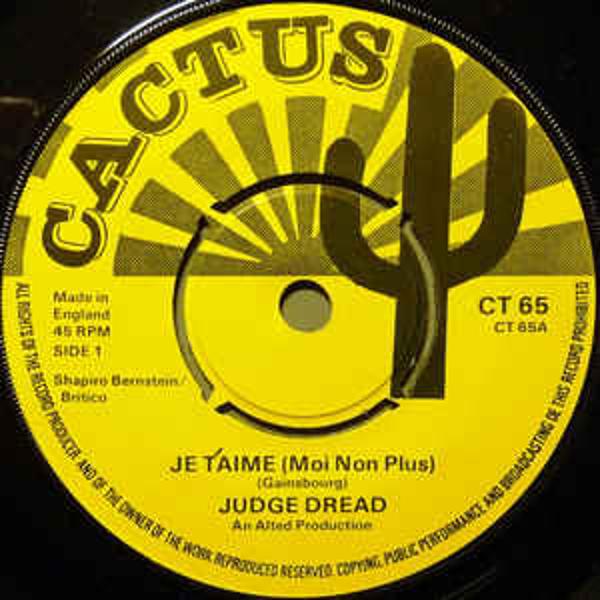 CACTUS
Made in
England
45 RPM
SIDE 1
Shapiro Bernstein/
Britico
CT 65
CT 65A
JE T'AIME (Moi Non Plus)
(Gainsbourg)
JUDGE DREAD
An Alted Production
ALL RIGHTS OF THE RECORD PRODUCER AND OF THE OWNER OF THE WORK REPRODUCED RESERVED. COPYING, PUBLIC PERFORMANCE AND BROADCASTING OF THIS RECORD PROHIBITED